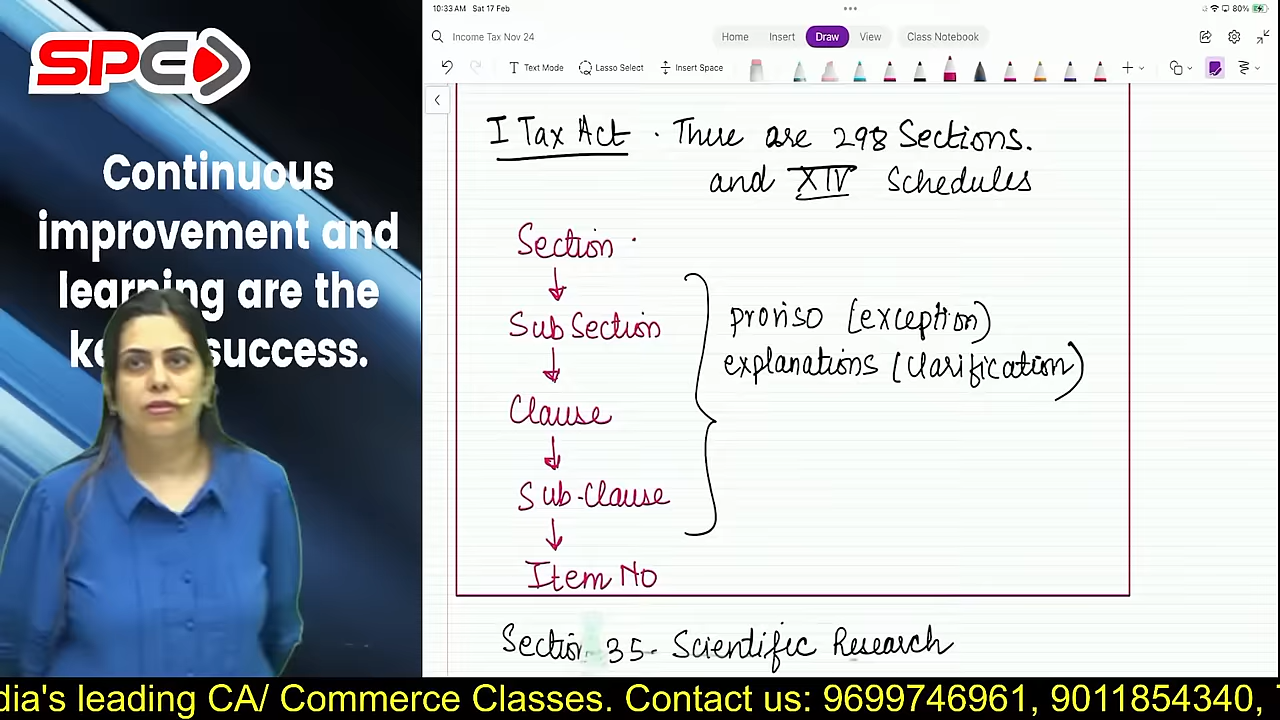 10:33 AM Sat 17 Feb
80%
Income Tax Nov 24
Home Insert Draw View Class Notebook
Text Mode Lasso Select Insert Space
SPC
Continuous
improvement and
learning are the
success.
I Tax Act. There are 298 Sections.
and XIV Schedules
Section
SubSection
Clause
Sub-Clause
Item No
proviso (exception)
explanations (clarification)
Section 35- Scientific Research
dia's leading CA/ Commerce Classes. Contact us: 9699746961, 9011854340,